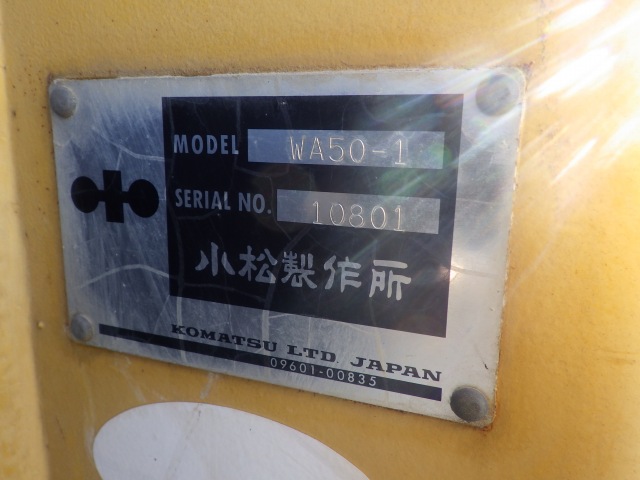 MODEL WA50-1
SERIAL NO. 10801
小松製作所
KOMATSU LTD. JAPAN
09601-00835